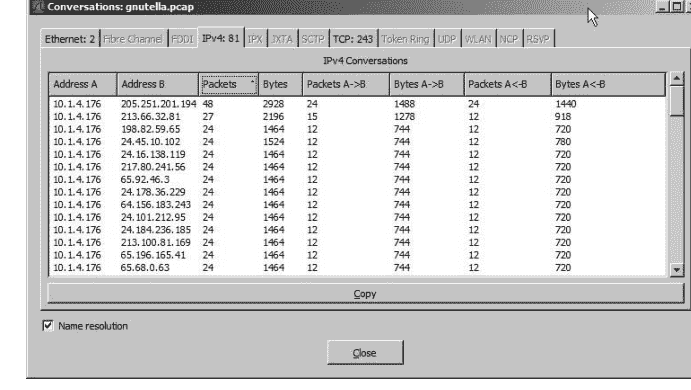 Conversations: gnutella.pcap
Ethernet: 2 Fibre Channel FDDI IPv4: 81 IPX JXTA SCTP TCP: 243 Token Ring UDP WLAN NCP RSVP
IPv4 Conversations
Address A Address B Packets Bytes Packets A->B Bytes A->B Packets A<-B Bytes A<-B
10.1.4.176 205.251.201.194 48 2928 24 1488 24 1440
10.1.4.176 213.66.32.81 27 2196 15 1278 12 918
10.1.4.176 198.82.59.65 24 1464 12 744 12 720
10.1.4.176 24.45.10.102 24 1524 12 744 12 780
10.1.4.176 24.16.138.119 24 1464 12 744 12 720
10.1.4.176 217.80.241.56 24 1464 12 744 12 720
10.1.4.176 65.92.46.3 24 1464 12 744 12 720
10.1.4.176 24.178.36.229 24 1464 12 744 12 720
10.1.4.176 64.156.183.243 24 1464 12 744 12 720
10.1.4.176 24.101.212.95 24 1464 12 744 12 720
10.1.4.176 24.184.236.185 24 1464 12 744 12 720
10.1.4.176 213.100.81.169 24 1464 12 744 12 720
10.1.4.176 65.196.165.41 24 1464 12 744 12 720
10.1.4.176 65.68.0.63 24 1464 12 744 12 720
Copy
Name resolution
Close